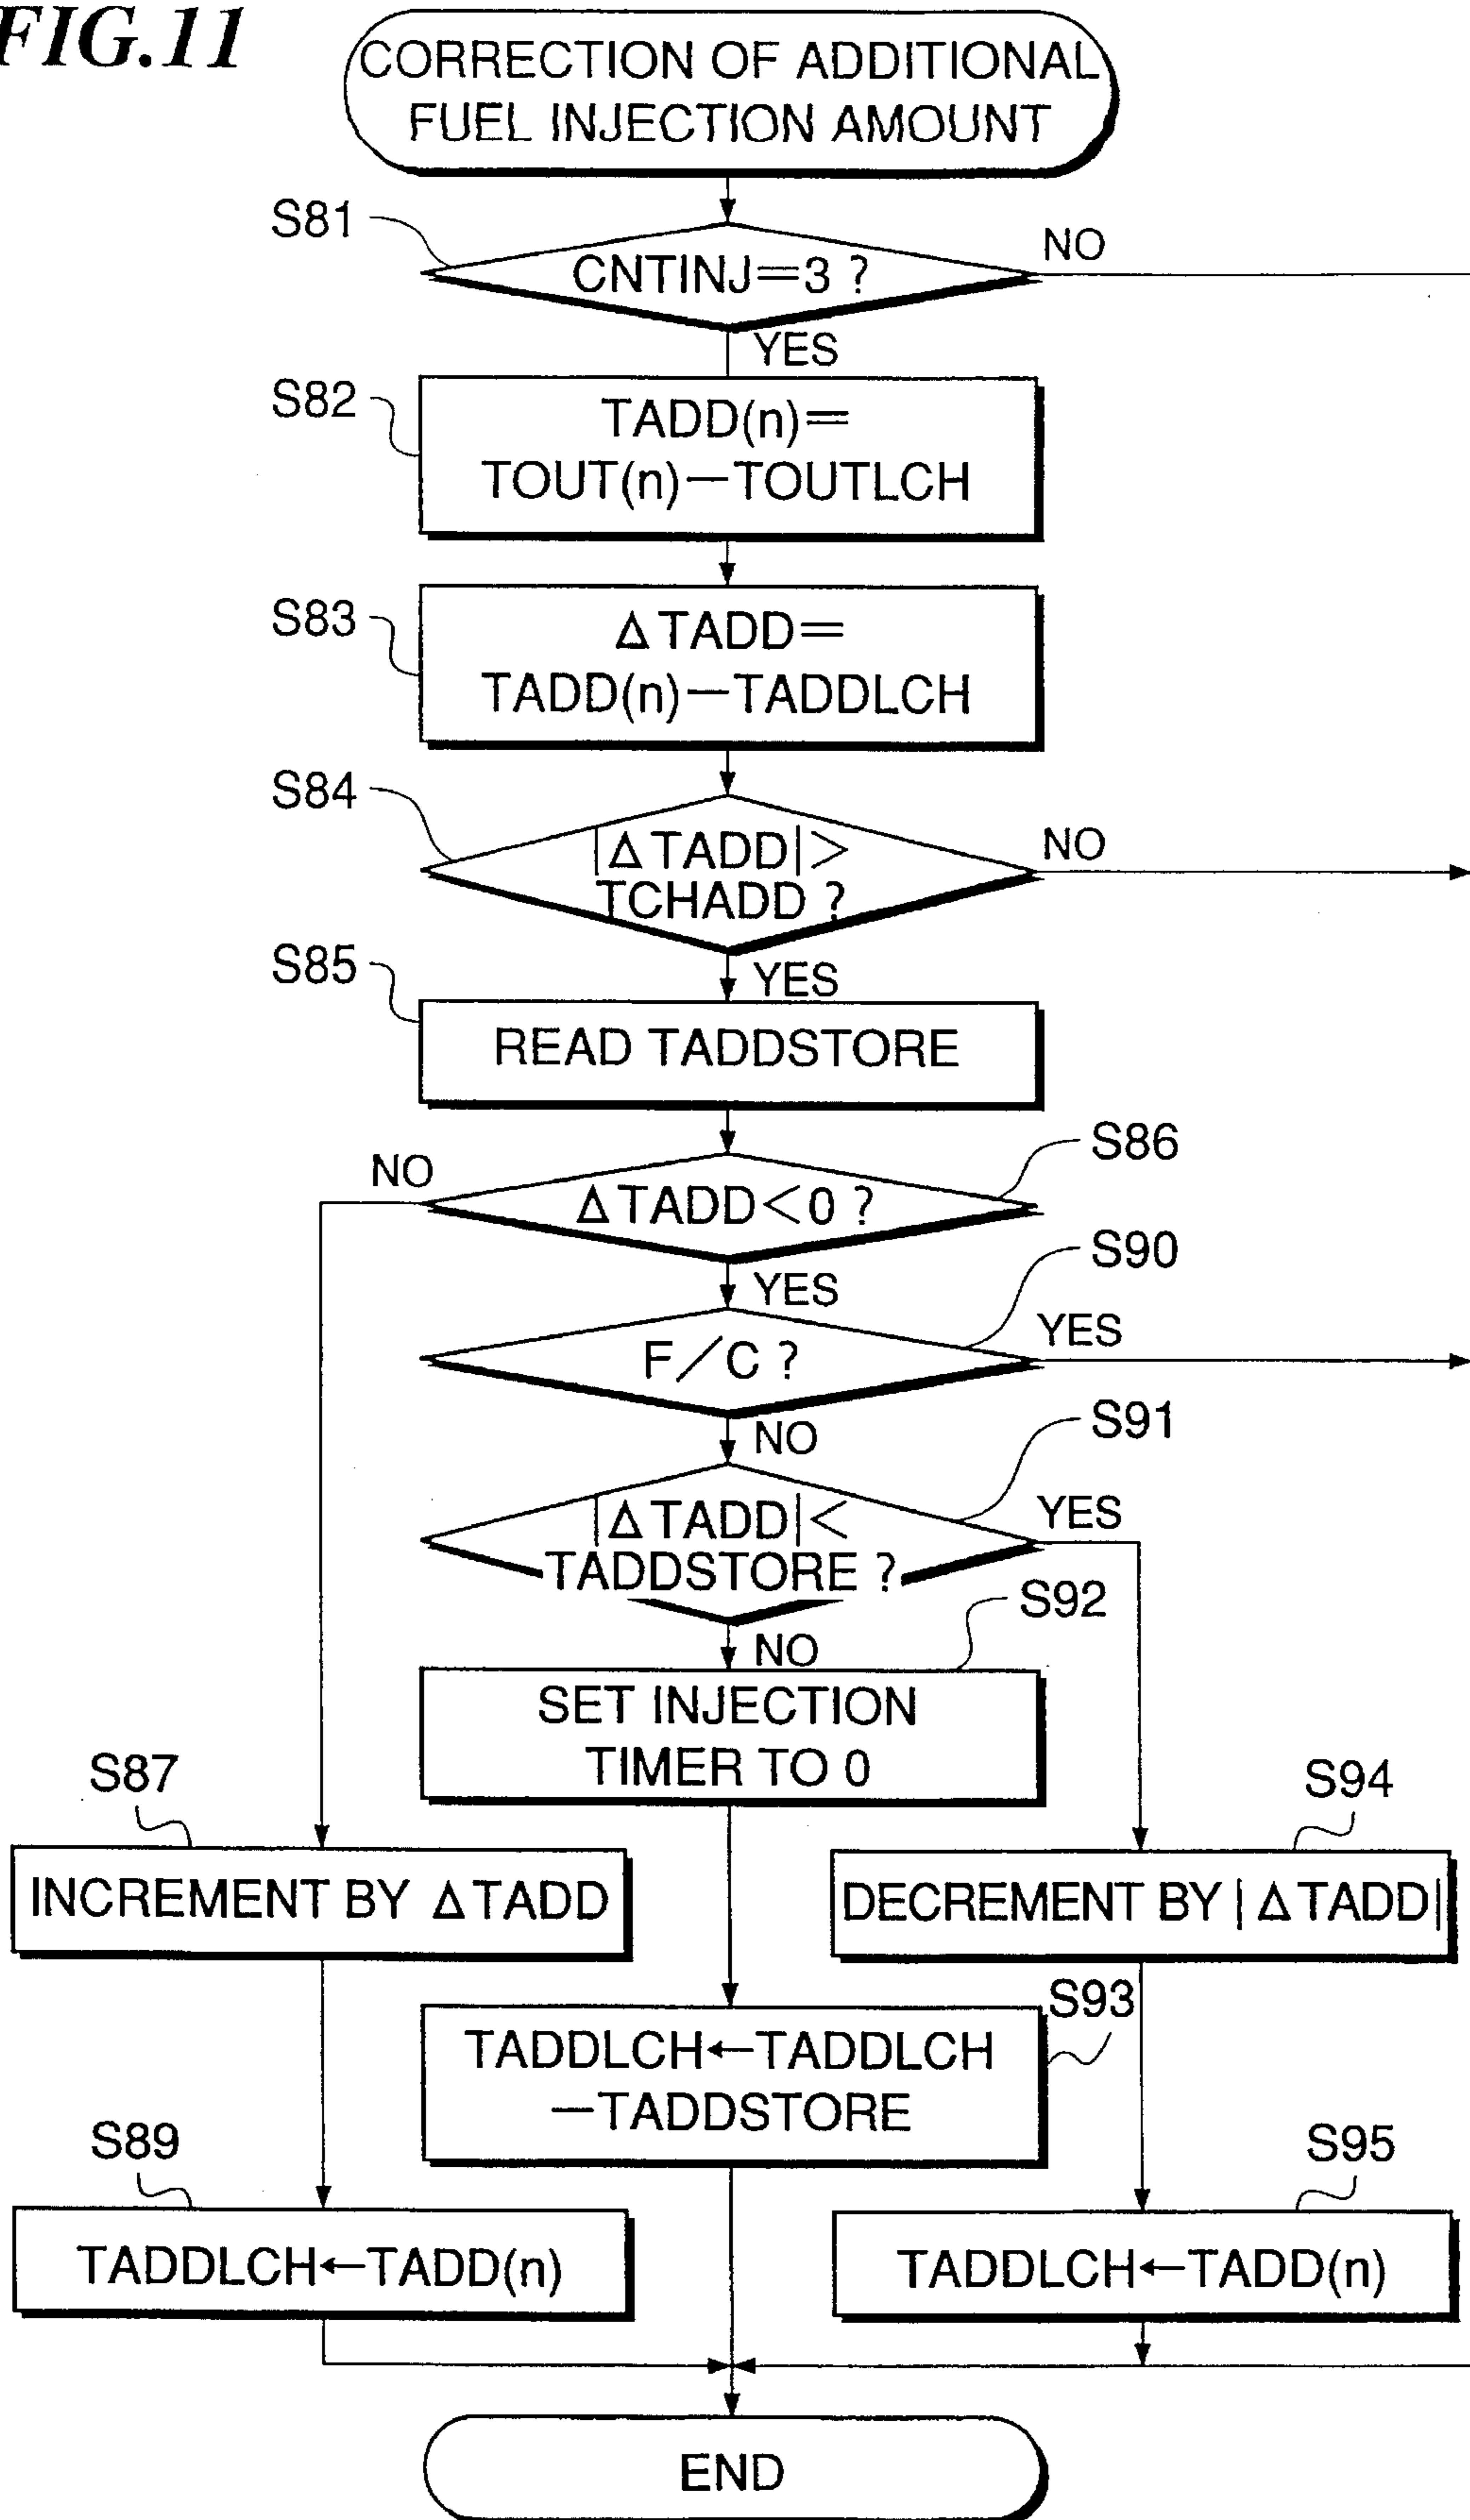 FIG.11
CORRECTION OF ADDITIONAL
FUEL INJECTION AMOUNT
S81
CNTINJ=3 ?
NO
YES
S82
TADD(n)=
TOUT(n)−TOUTLCH
S83
ΔTADD=
TADD(n)−TADDLCH
S84
|ΔTADD|>
TCHADD ?
NO
YES
S85
READ TADDSTORE
S86
NO
ΔTADD<0 ?
YES
S90
F/C ?
YES
NO
S91
|ΔTADD|<
TADDSTORE ?
YES
NO
S92
SET INJECTION
TIMER TO 0
S87
INCREMENT BY ΔTADD
S94
DECREMENT BY |ΔTADD|
S93
TADDLCH←TADDLCH
−TADDSTORE
S89
TADDLCH←TADD(n)
S95
TADDLCH←TADD(n)
END